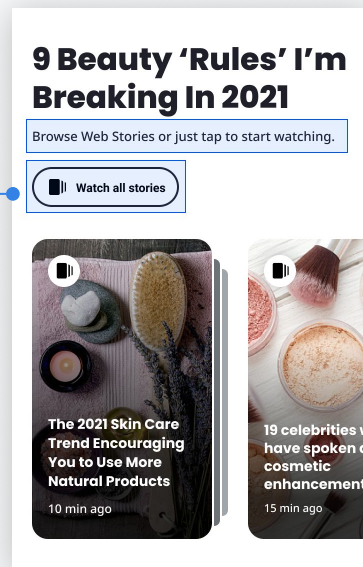 9 Beauty ‘Rules’ I’m
Breaking In 2021
Browse Web Stories or just tap to start watching.
Watch all stories
The 2021 Skin Care
Trend Encouraging
You to Use More
Natural Products
10 min ago
19 celebrities
have spoken
cosmetic
enhancement
15 min ago